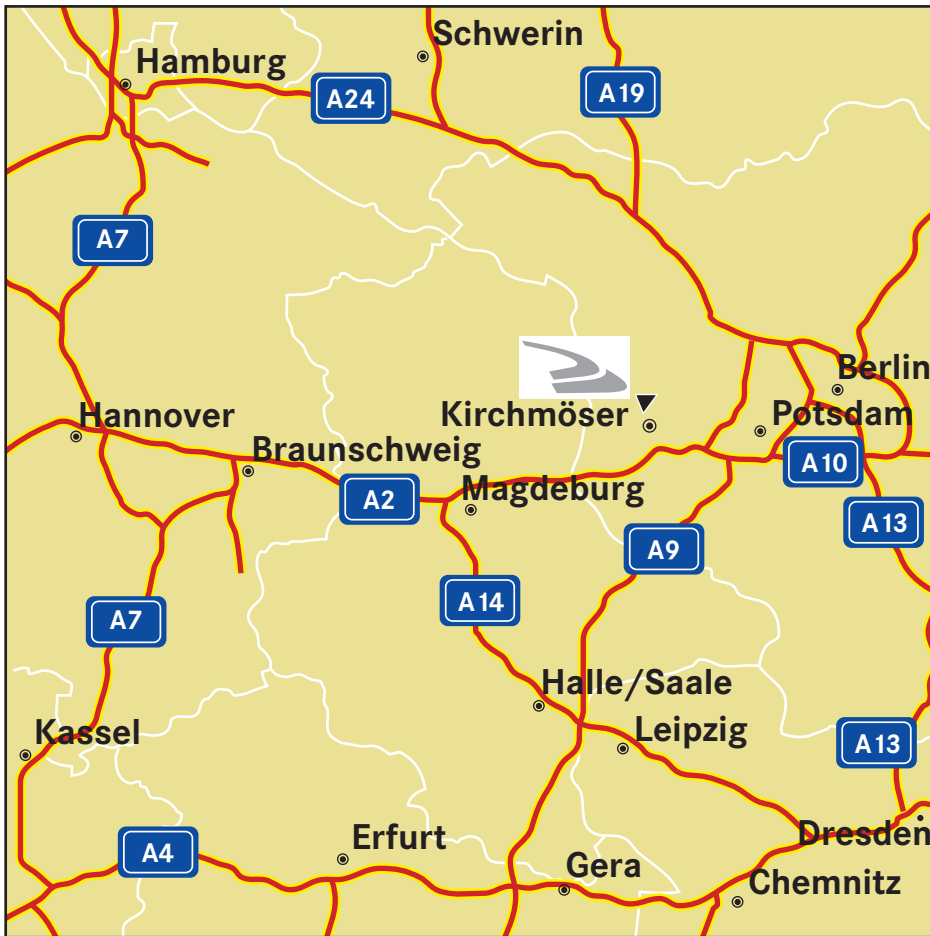 Schwerin
Hamburg
A24
A19
A7
Berlin
Kirchmöser
Potsdam
Hannover
Braunschweig
A10
A2
Magdeburg
A13
A9
A14
A7
Halle/Saale
Kassel
Leipzig
A13
Dresden
Erfurt
A4
Gera
Chemnitz